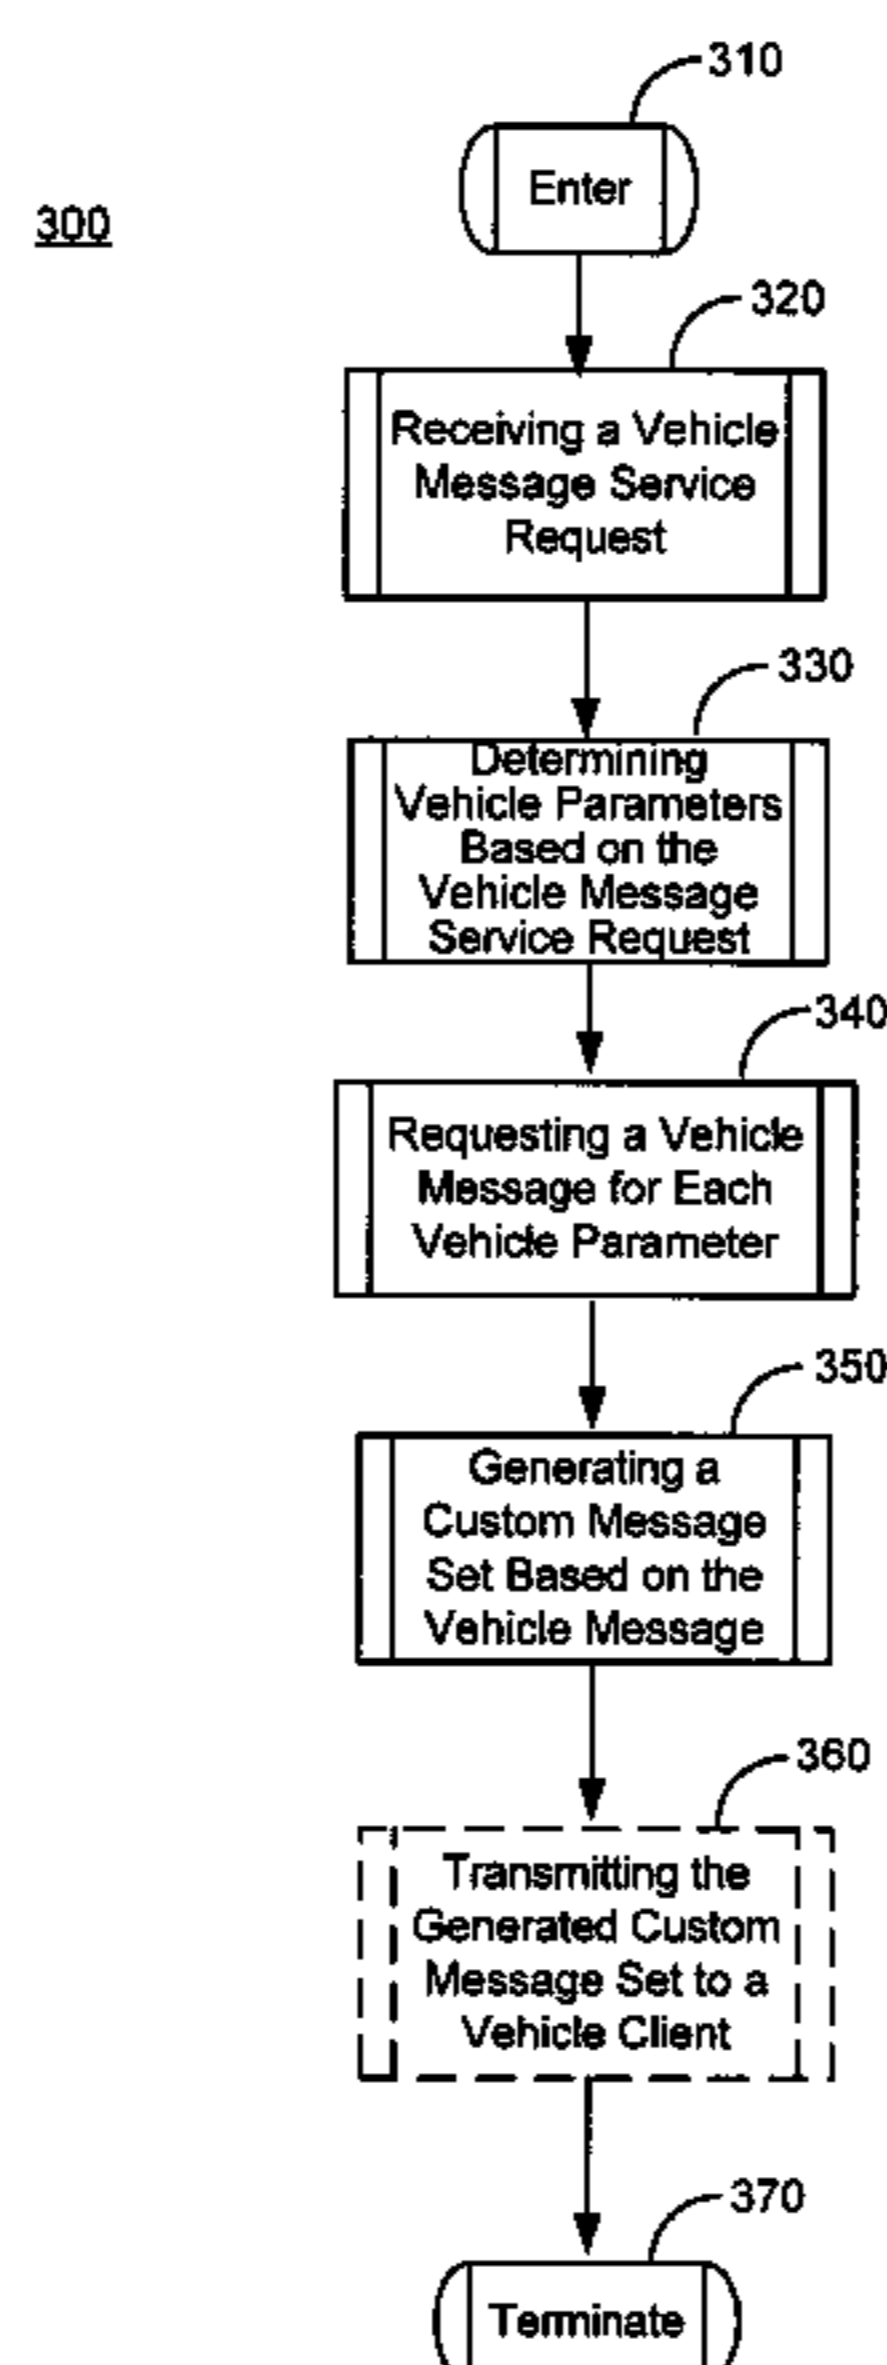 310
Enter
300
320
Receiving a Vehicle
Message Service
Request
330
Determining
Vehicle Parameters
Based on the
Vehicle Message
Service Request
340
Requesting a Vehicle
Message for Each
Vehicle Parameter
350
Generating a
Custom Message
Set Based on the
Vehicle Message
360
Transmitting the
Generated Custom
Message Set to a
Vehicle Client
370
Terminate